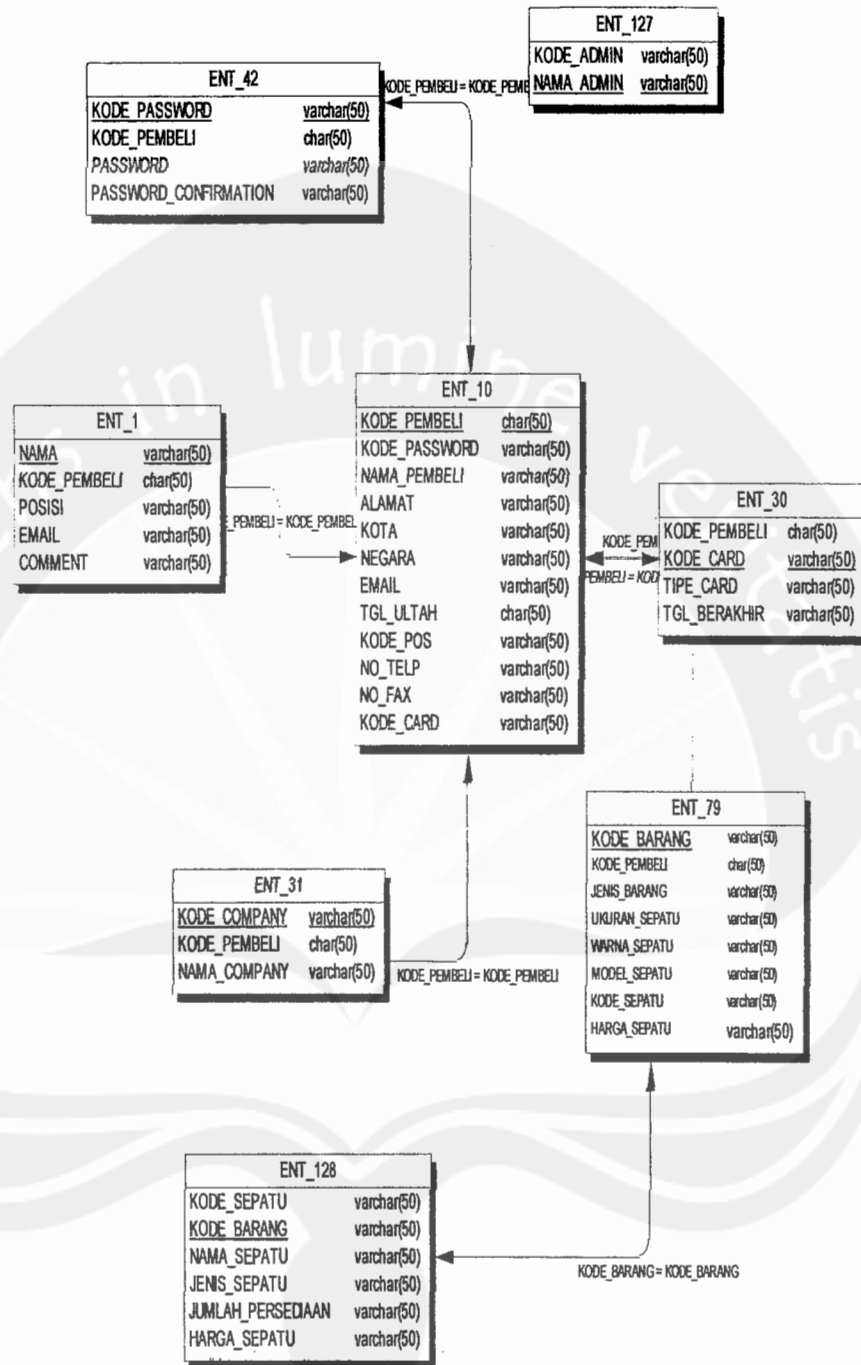 ENT_127
KODE_ADMIN varchar(50)
NAMA_ADMIN varchar(50)
ENT_42
KODE_PASSWORD varchar(50)
KODE_PEMBELI char(50)
PASSWORD varchar(50)
PASSWORD_CONFIRMATION varchar(50)
KODE_PEMBELI = KODE_PEMB
in lumine veritatis
ENT_10
KODE_PEMBELI char(50)
KODE_PASSWORD varchar(50)
NAMA_PEMBELI varchar(50)
ALAMAT varchar(50)
KOTA varchar(50)
NEGARA varchar(50)
EMAIL varchar(50)
TGL_ULTAH char(50)
KODE_POS varchar(50)
NO_TELP varchar(50)
NO_FAX varchar(50)
KODE_CARD varchar(50)
ENT_1
NAMA varchar(50)
KODE_PEMBELI char(50)
POSISI varchar(50)
EMAIL varchar(50)
COMMENT varchar(50)
E_PEMBELI = KODE_PEMBEL
ENT_30
KODE_PEMBELI char(50)
KODE_CARD varchar(50)
TIPE_CARD varchar(50)
TGL_BERAKHIR varchar(50)
KODE_PEM
PEMBELI = KOD
ENT_79
KODE_BARANG varchar(50)
KODE_PEMBELI char(50)
JENIS_BARANG varchar(50)
UKURAN_SEPATU varchar(50)
WARNA_SEPATU varchar(50)
MODEL_SEPATU varchar(50)
KODE_SEPATU varchar(50)
HARGA_SEPATU varchar(50)
ENT_31
KODE_COMPANY varchar(50)
KODE_PEMBELI char(50)
NAMA_COMPANY varchar(50)
KODE_PEMBELI = KODE_PEMBELI
ENT_128
KODE_SEPATU varchar(50)
KODE_BARANG varchar(50)
NAMA_SEPATU varchar(50)
JENIS_SEPATU varchar(50)
JUMLAH_PERSEDIAAN varchar(50)
HARGA_SEPATU varchar(50)
KODE_BARANG = KODE_BARANG